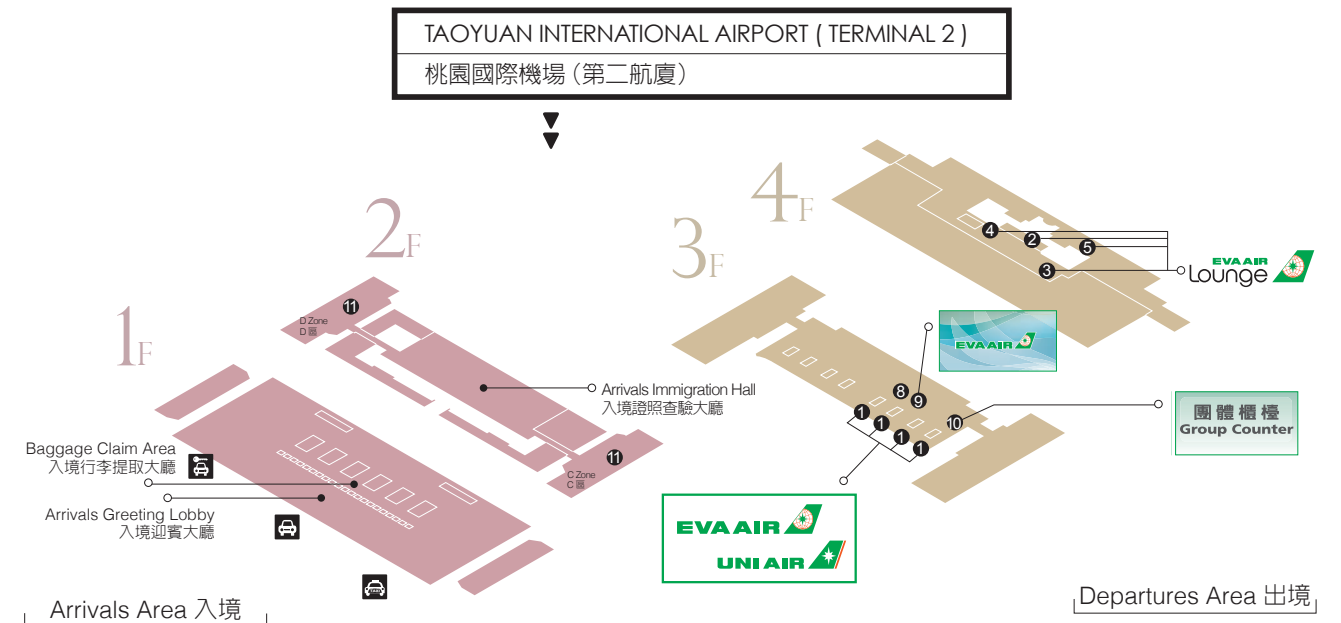 TAOYUAN INTERNATIONAL AIRPORT ( TERMINAL 2 )
桃園國際機場 (第二航廈)
4F
4
2
5
3
EVA AIR
Lounge
2F
3F
11
D Zone
D 區
1F
EVA AIR
8
9
Arrivals Immigration Hall
入境證照查驗大廳
1
1
1
1
10
團體櫃檯
Group Counter
Baggage Claim Area
入境行李提取大廳
11
C Zone
C 區
Arrivals Greeting Lobby
入境迎賓大廳
EVA AIR
UNI AIR
TAXI
Arrivals Area 入境
Departures Area 出境